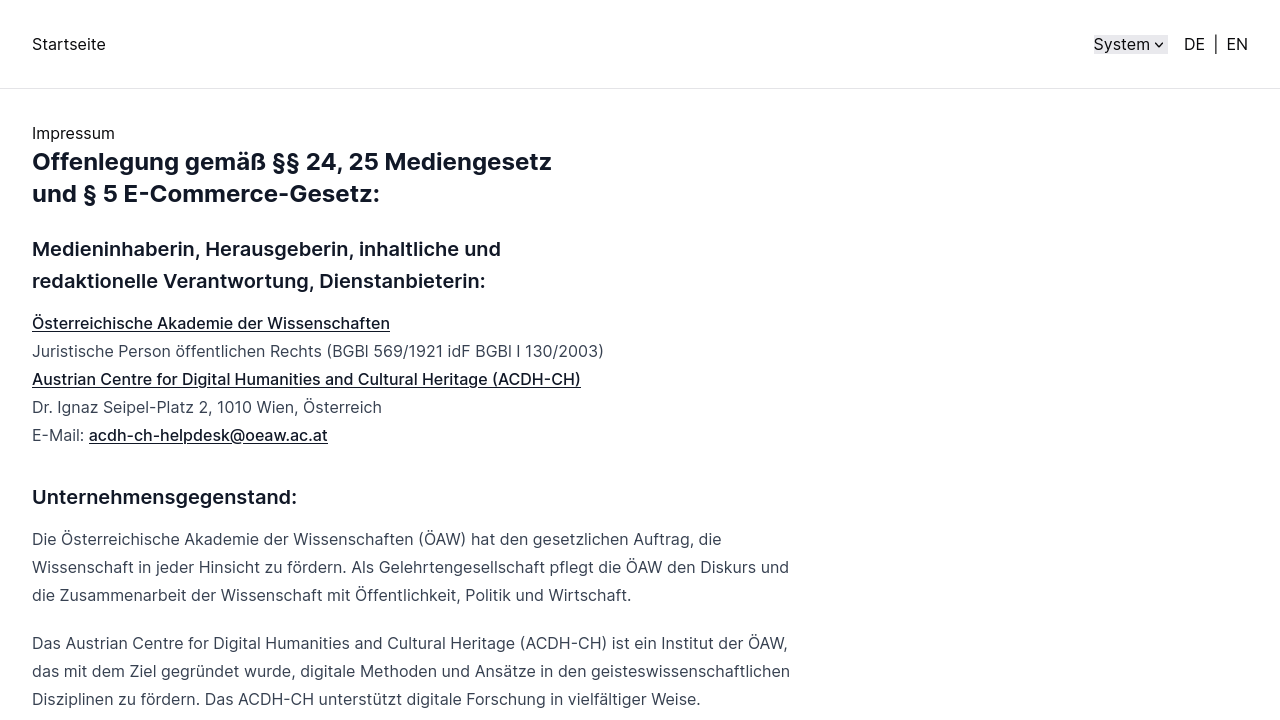 Startseite
System
DE | EN
Impressum
Offenlegung gemäß §§ 24, 25 Mediengesetz
und § 5 E-Commerce-Gesetz:
Medieninhaberin, Herausgeberin, inhaltliche und
redaktionelle Verantwortung, Dienstanbieterin:
Österreichische Akademie der Wissenschaften
Juristische Person öffentlichen Rechts (BGBl 569/1921 idF BGBl I 130/2003)
Austrian Centre for Digital Humanities and Cultural Heritage (ACDH-CH)
Dr. Ignaz Seipel-Platz 2, 1010 Wien, Österreich
E-Mail: acdh-ch-helpdesk@oeaw.ac.at
Unternehmensgegenstand:
Die Österreichische Akademie der Wissenschaften (ÖAW) hat den gesetzlichen Auftrag, die
Wissenschaft in jeder Hinsicht zu fördern. Als Gelehrtengesellschaft pflegt die ÖAW den Diskurs und
die Zusammenarbeit der Wissenschaft mit Öffentlichkeit, Politik und Wirtschaft.
Das Austrian Centre for Digital Humanities and Cultural Heritage (ACDH-CH) ist ein Institut der ÖAW,
das mit dem Ziel gegründet wurde, digitale Methoden und Ansätze in den geisteswissenschaftlichen
Disziplinen zu fördern. Das ACDH-CH unterstützt digitale Forschung in vielfältiger Weise.